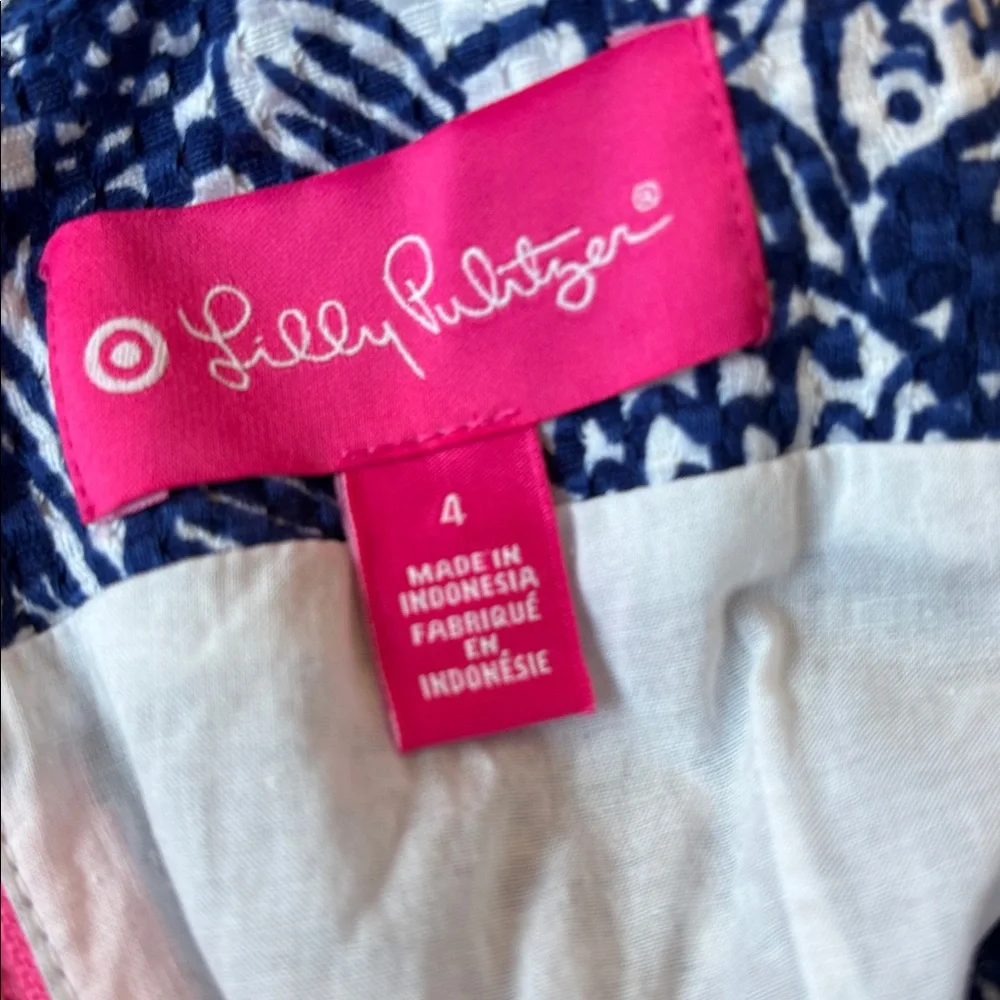 Lilly Pulitzer®
4
MADE IN
INDONESIA
FABRIQUÉ
EN
INDONÉSIE